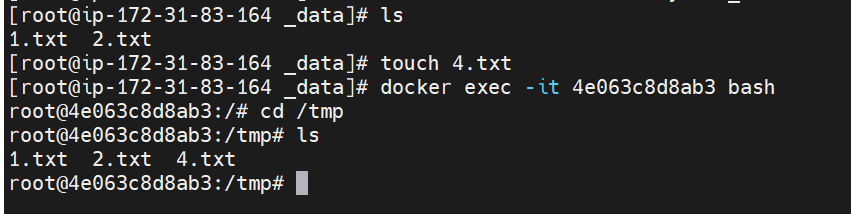 [root@ip-172-31-83-164 _data]# ls
1.txt  2.txt
[root@ip-172-31-83-164 _data]# touch 4.txt
[root@ip-172-31-83-164 _data]# docker exec -it 4e063c8d8ab3 bash
root@4e063c8d8ab3:/# cd /tmp
root@4e063c8d8ab3:/tmp# ls
1.txt  2.txt  4.txt
root@4e063c8d8ab3:/tmp#